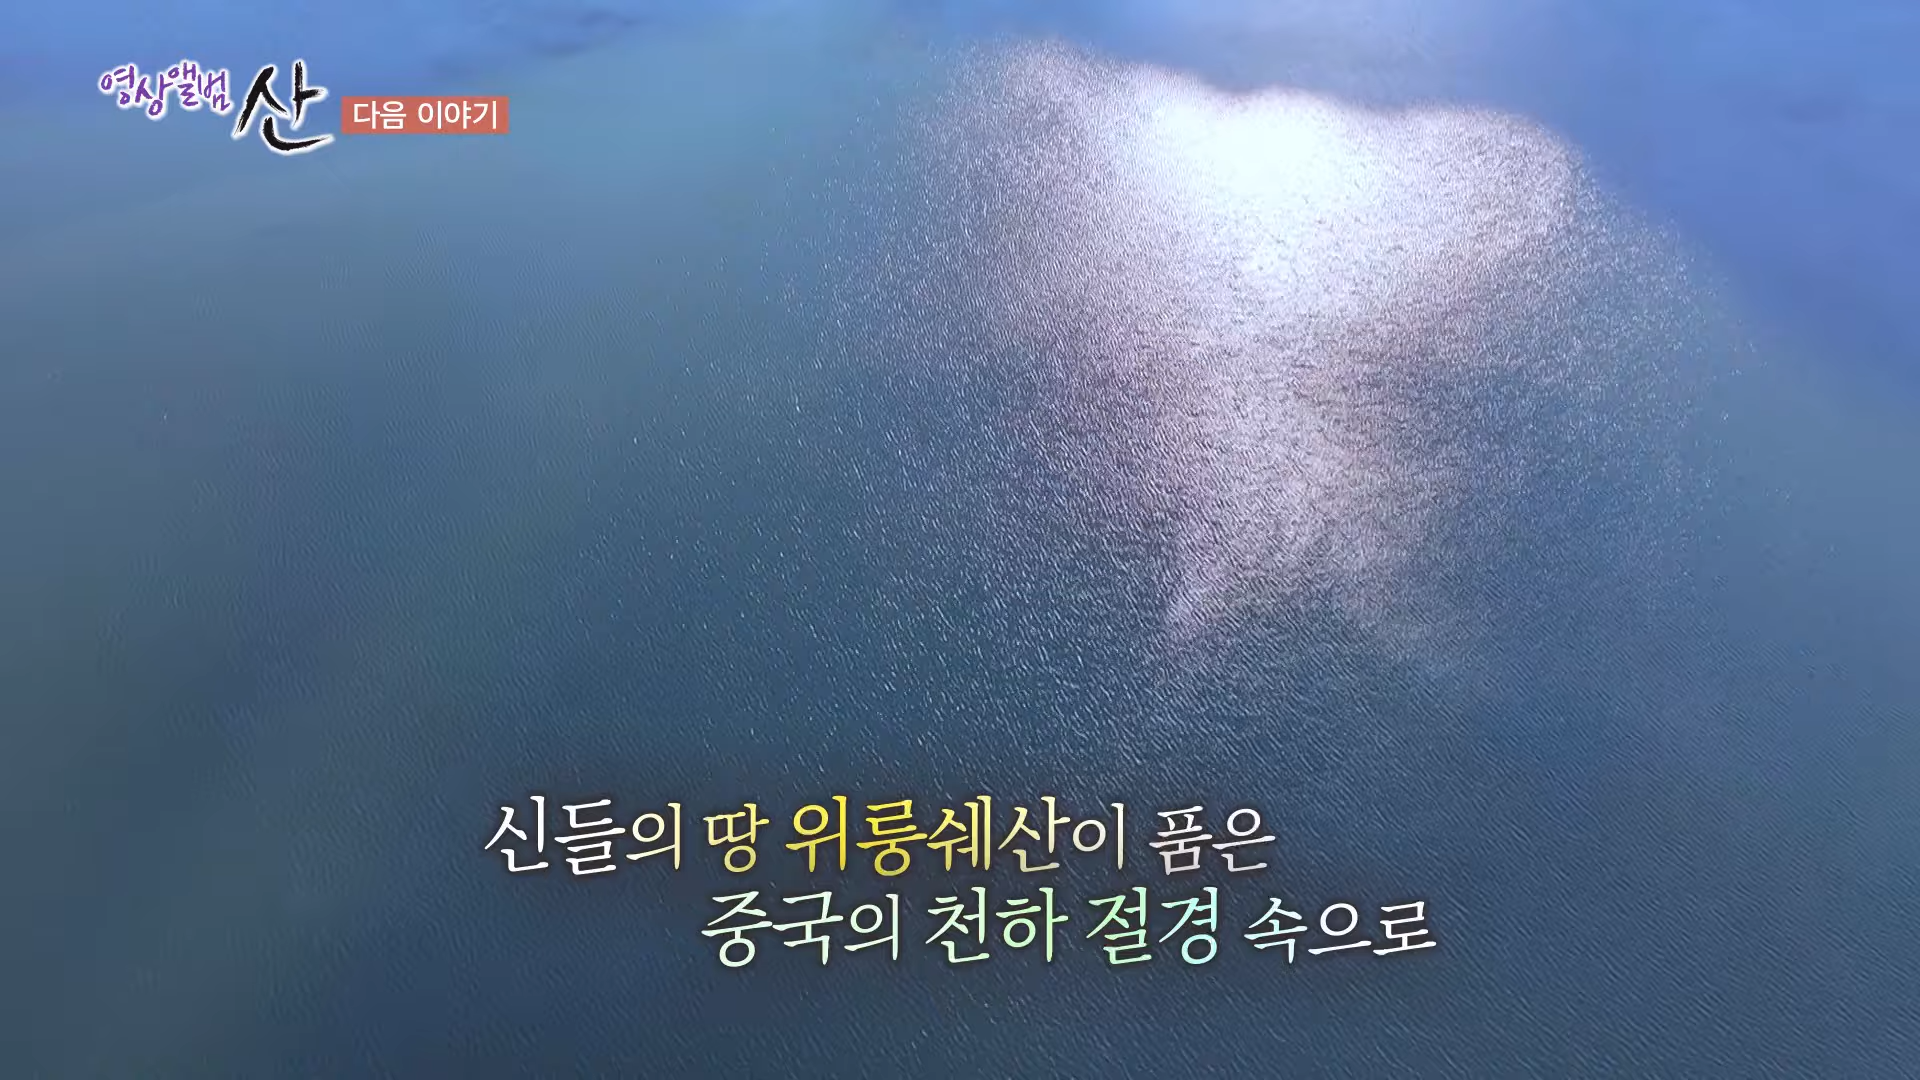 영상앨범 산 다음 이야기
신들의 땅 위룽쉐산이 품은
중국의 천하 절경 속으로